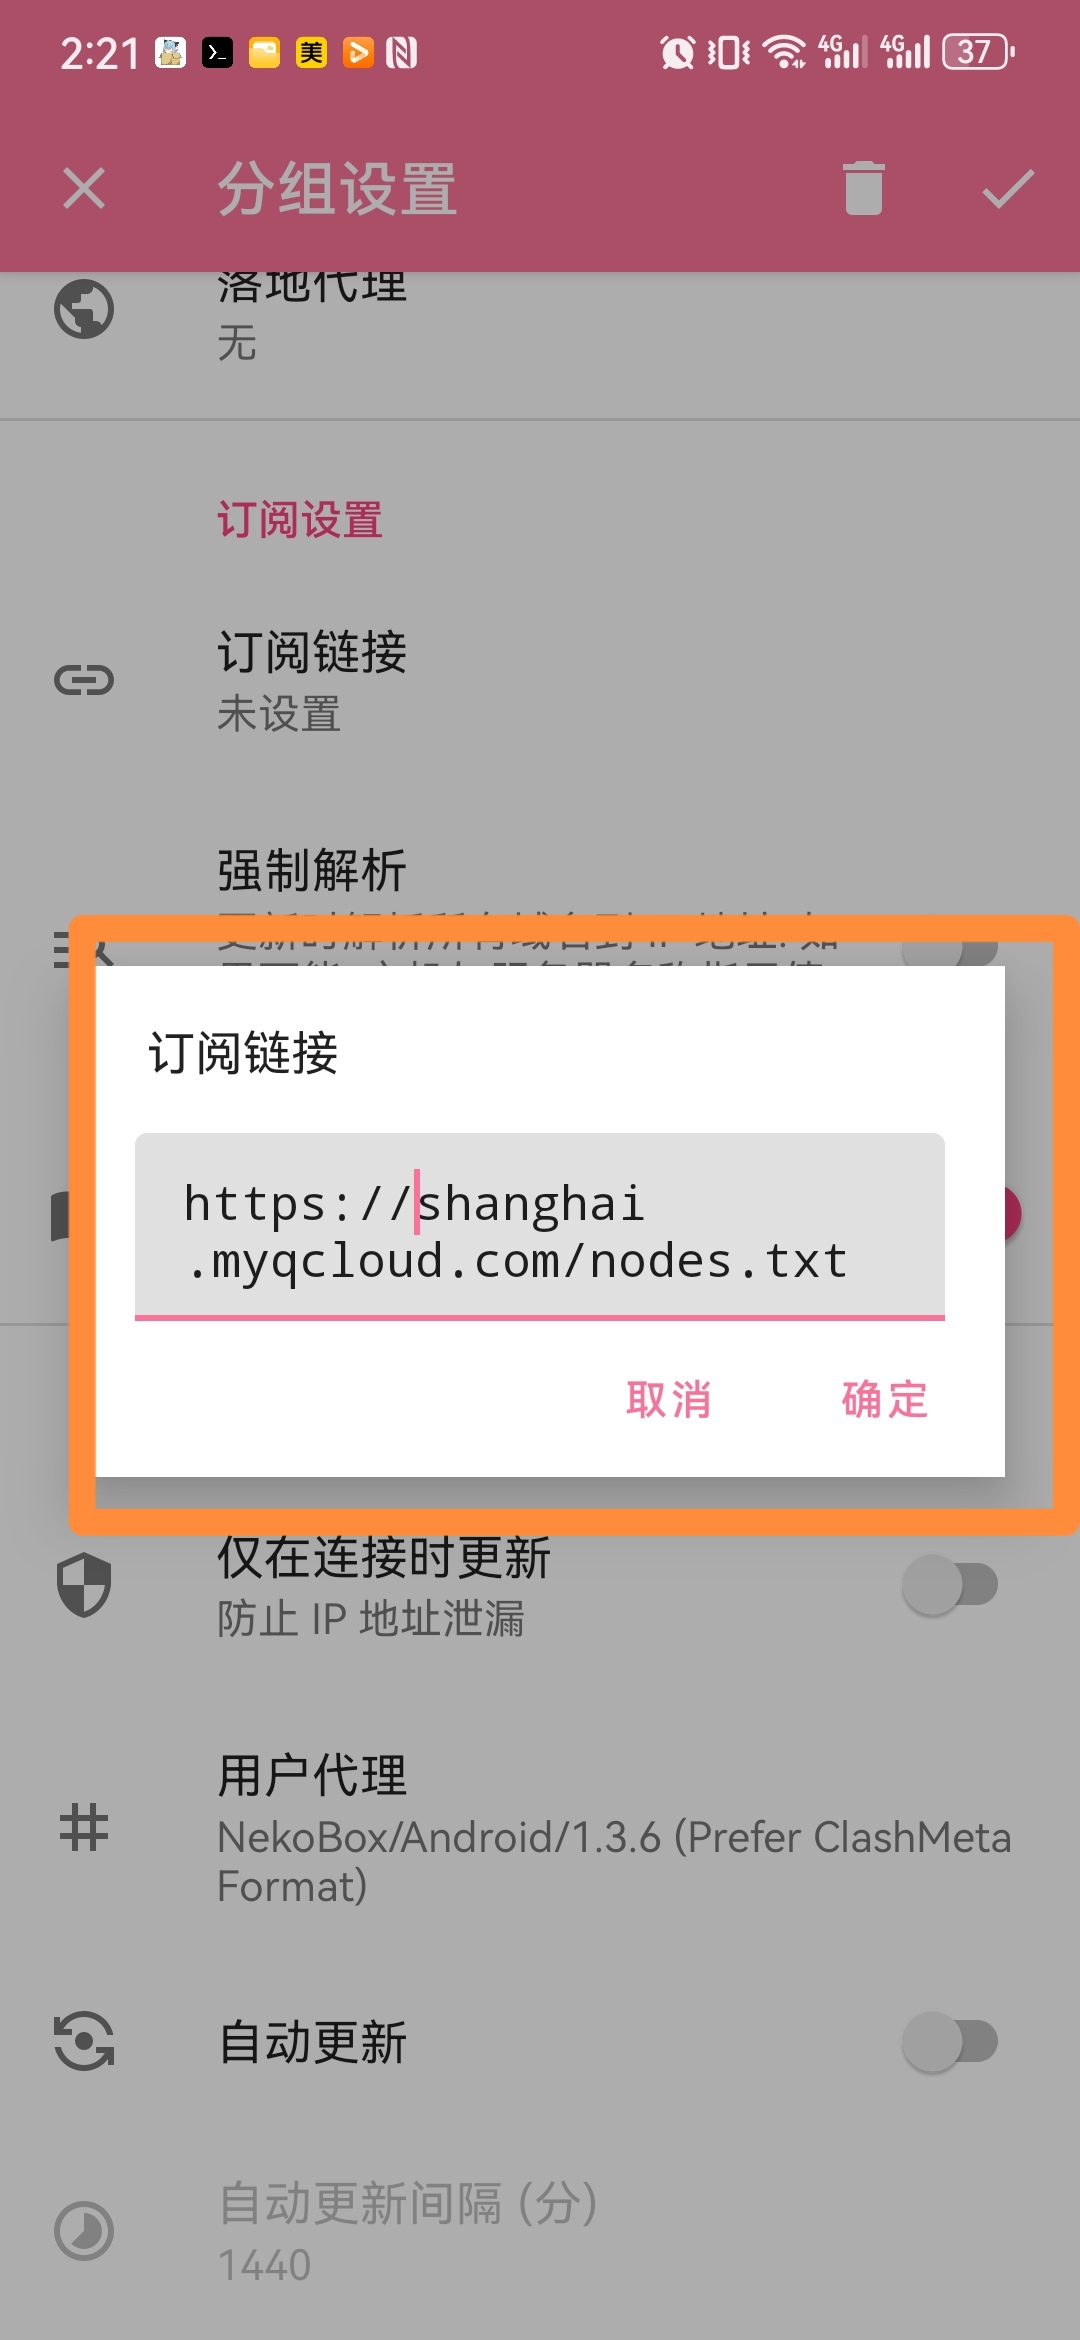 2:21
美
4G
4G
37
分组设置
落地代理
无
订阅设置
订阅链接
未设置
强制解析
订阅链接
https://shanghai
.myqcloud.com/nodes.txt
取消
确定
仅在连接时更新
防止 IP 地址泄漏
用户代理
NekoBox/Android/1.3.6 (Prefer ClashMeta
Format)
自动更新
自动更新间隔 (分)
1440